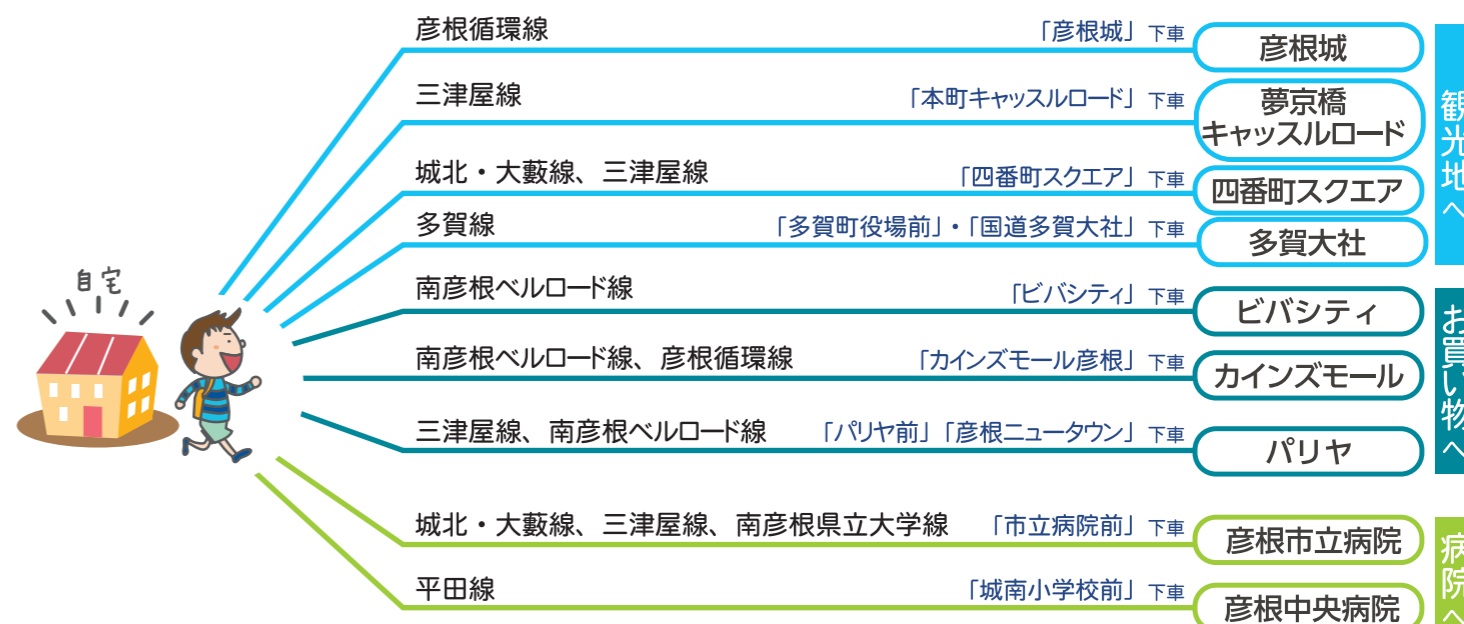 彦根循環線 「彦根城」 下車 彦根城
三津屋線 「本町キャッスルロード」 下車 夢京橋
キャッスルロード
城北・大藪線、三津屋線 「四番町スクエア」 下車 四番町スクエア
多賀線 「多賀町役場前」・「国道多賀大社」 下車 多賀大社
観光地へ
自宅
南彦根ベルロード線 「ビバシティ」 下車 ビバシティ
南彦根ベルロード線、彦根循環線 「カインズモール彦根」 下車 カインズモール
三津屋線、南彦根ベルロード線 「パリヤ前」「彦根ニュータウン」 下車 パリヤ
お買い物へ
城北・大藪線、三津屋線、南彦根県立大学線 「市立病院前」 下車 彦根市立病院
平田線 「城南小学校前」 下車 彦根中央病院
病院へ